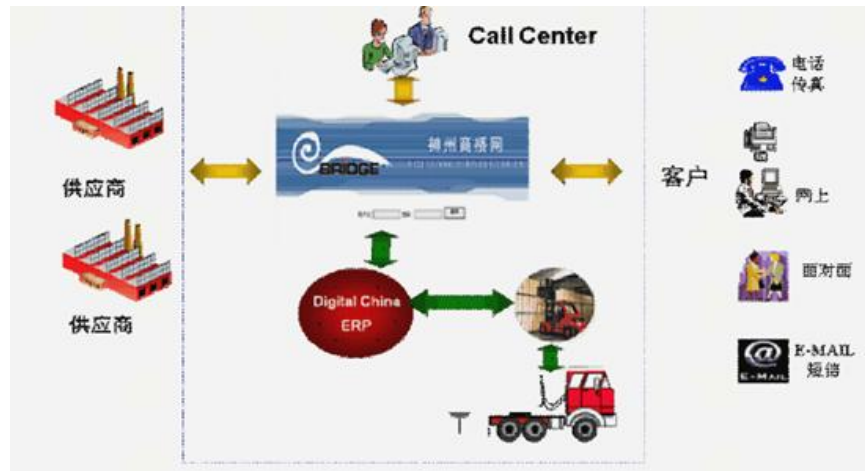 Call Center
电话
传真
神州商桥网
BRIDGE
供应商
客户
网上
Digital China
ERP
面对面
供应商
E-MAIL
短信
E-MAIL